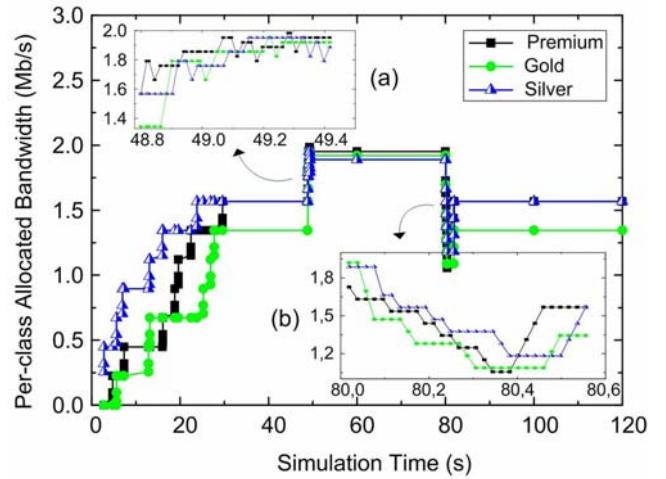 3.0
2.5
2.0
1.5
1.0
0.5
0.0
Per-class Allocated Bandwidth (Mb/s)
0 20 40 60 80 100 120
Simulation Time (s)
Premium
Gold
Silver
(a)
2.0
1.9
1.8
1.6
1.4
48.8 49.0 49.2 49.4
(b)
1,8
1,5
1,2
80,0 80,2 80,4 80,6